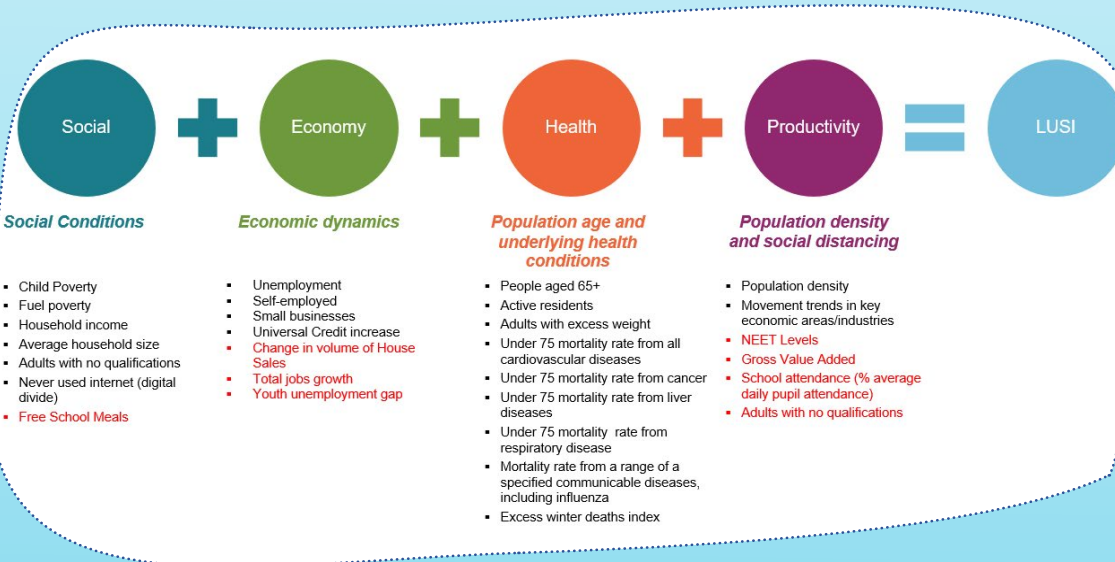 Social
Economy
Health
Productivity
LUSI
Social Conditions
▪ Child Poverty
▪ Fuel poverty
▪ Household income
▪ Average household size
▪ Adults with no qualifications
▪ Never used internet (digital
divide)
▪ Free School Meals
Economic dynamics
▪ Unemployment
▪ Self-employed
▪ Small businesses
▪ Universal Credit increase
▪ Change in volume of House
Sales
▪ Total jobs growth
▪ Youth unemployment gap
Population age and
underlying health
conditions
▪ People aged 65+
▪ Active residents
▪ Adults with excess weight
▪ Under 75 mortality rate from all
cardiovascular diseases
▪ Under 75 mortality rate from cancer
▪ Under 75 mortality rate from liver
diseases
▪ Under 75 mortality rate from
respiratory disease
▪ Mortality rate from a range of a
specified communicable diseases,
including influenza
▪ Excess winter deaths index
Population density
and social distancing
▪ Population density
▪ Movement trends in key
economic areas/industries
▪ NEET Levels
▪ Gross Value Added
▪ School attendance (% average
daily pupil attendance)
▪ Adults with no qualifications